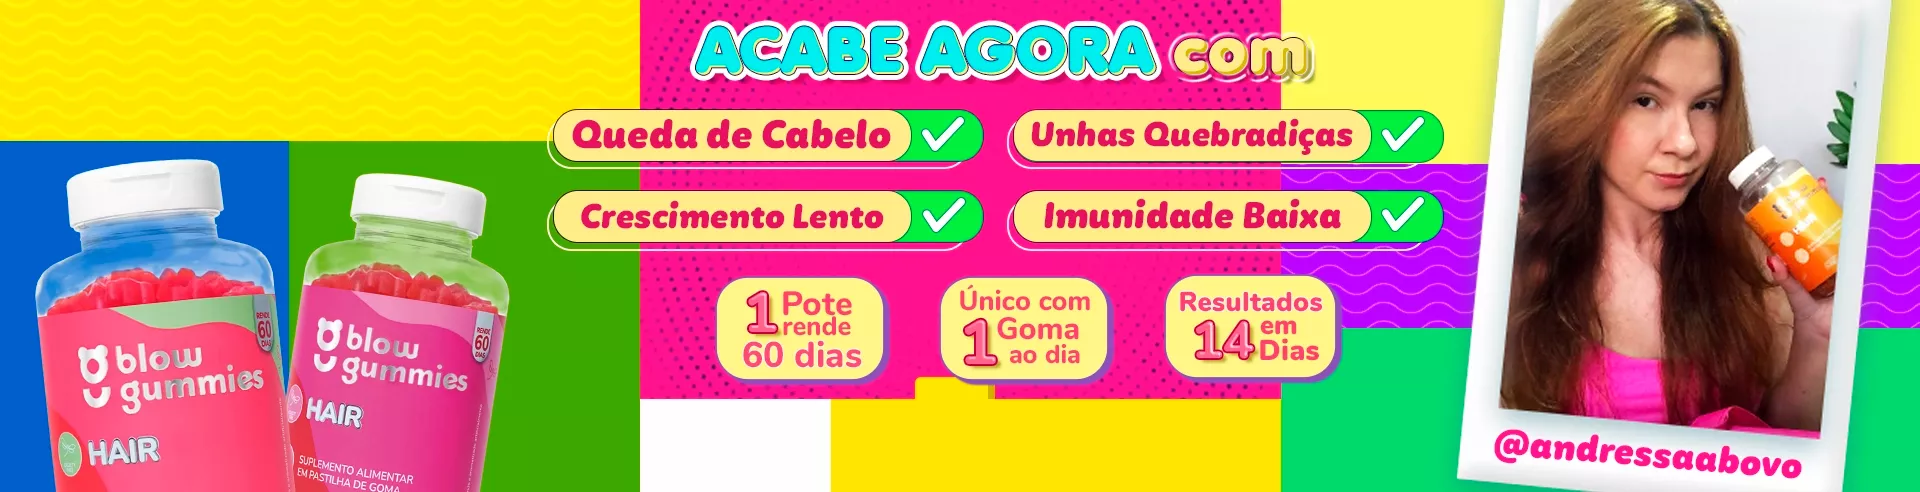 ACABE AGORA com
Queda de Cabelo
Unhas Quebradiças
Crescimento Lento
Imunidade Baixa
1 Pote
rende
60 dias
Único com
1 Goma
ao dia
Resultados
14 em
Dias
RENDE
60
DIAS
blow
gummies
HAIR
RENDE
60
DIAS
blow
gummies
HAIR
SUPLEMENTO ALIMENTAR
EM PASTILHA DE GOMA
@andressaabovo